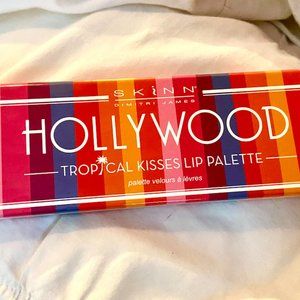 SKINN
DIMITRI JAMES
HOLLYWOOD
TROPICAL KISSES LIP PALETTE
palette velours à lèvres